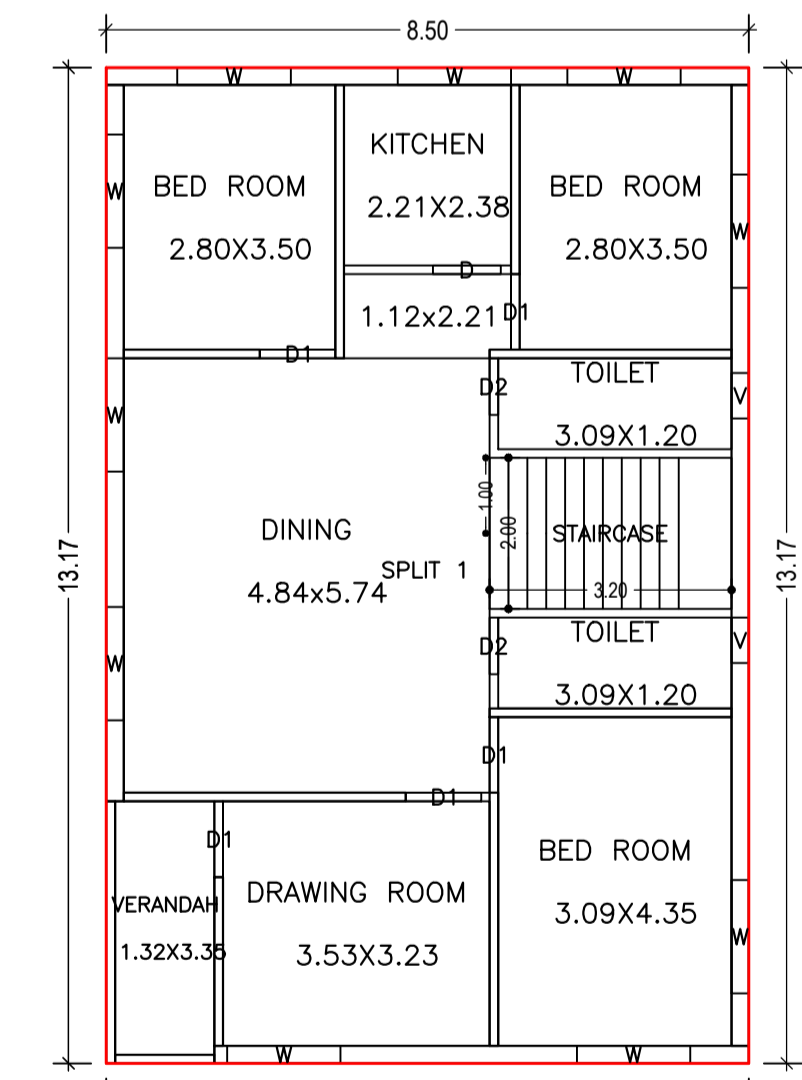 8.50
W W W
KITCHEN
BED ROOM BED ROOM
W
2.21X2.38
W
2.80X3.50 2.80X3.50
D
1.12x2.21 D1
D1
TOILET
D2
V
W
3.09X1.20
1.00
2.00
DINING
STAIRCASE
13.17
13.17
SPLIT 1
4.84x5.74
3.20
TOILET
V
D2
W
3.09X1.20
D1
D1
D1
BED ROOM
DRAWING ROOM
VERANDAH
3.09X4.35
W
1.32X3.35
3.53X3.23
W W